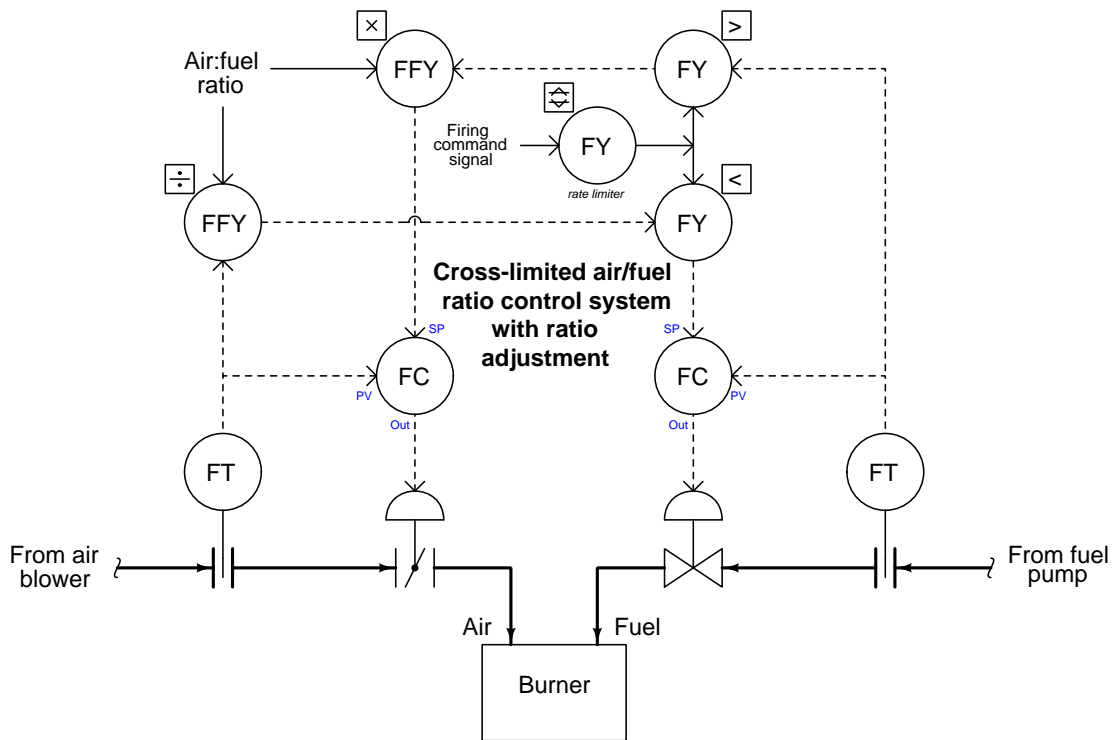 ×
>
Air:fuel
ratio
FFY
FY
Firing
command
signal
FY
rate limiter
÷
<
FFY
FY
Cross-limited air/fuel
ratio control system
with ratio
adjustment
SP
SP
FC
FC
PV
PV
Out
Out
FT
FT
From air
blower
From fuel
pump
Air
Fuel
Burner